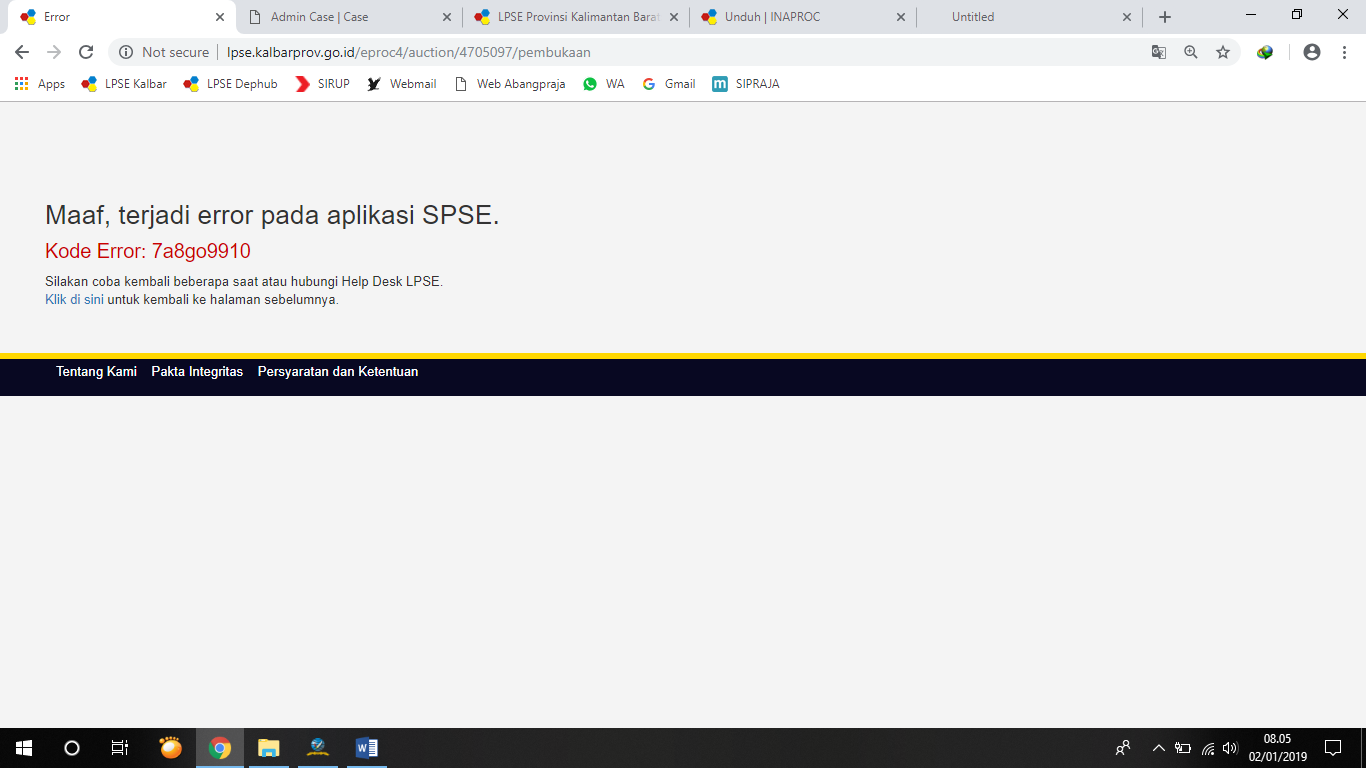 Error
Admin Case | Case
LPSE Provinsi Kalimantan Barat
Unduh | INAPROC
Untitled
Not secure
lpse.kalbarprov.go.id/eproc4/auction/4705097/pembukaan
Apps
LPSE Kalbar
LPSE Dephub
SIRUP
Webmail
Web Abangpraja
WA
Gmail
SIPRAJA
Maaf, terjadi error pada aplikasi SPSE.
Kode Error: 7a8go9910
Silakan coba kembali beberapa saat atau hubungi Help Desk LPSE.
Klik di sini untuk kembali ke halaman sebelumnya.
Tentang Kami Pakta Integritas Persyaratan dan Ketentuan
08.05
02/01/2019